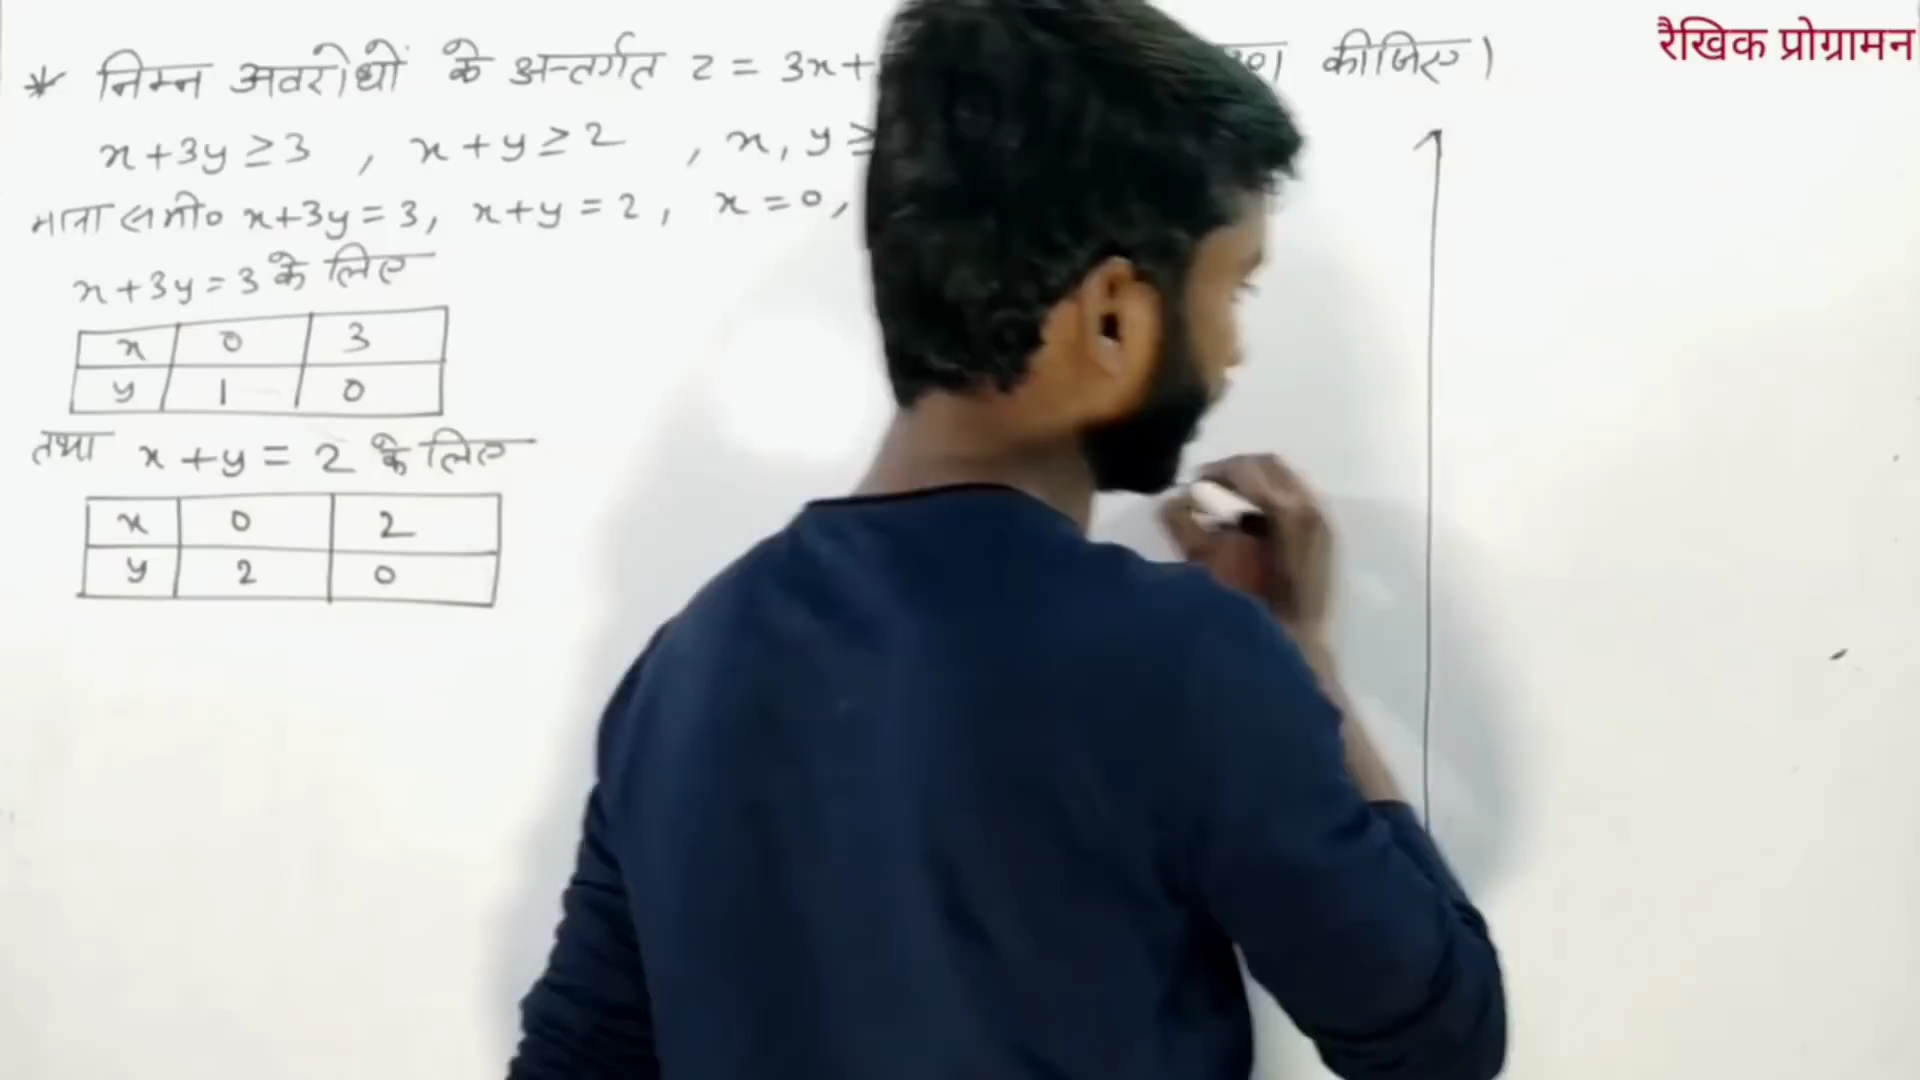 रैखिक प्रोग्रामन
* निम्न अवरोधों के अन्तर्गत z = 3x+ कीजिए।
x+3y ≥ 3 , x+y ≥ 2 , x, y ≥
माना समी० x+3y = 3, x+y = 2, x = 0,
x+3y = 3 के लिए
x 0 3
y 1 0
तथा x+y = 2 के लिए
x 0 2
y 2 0